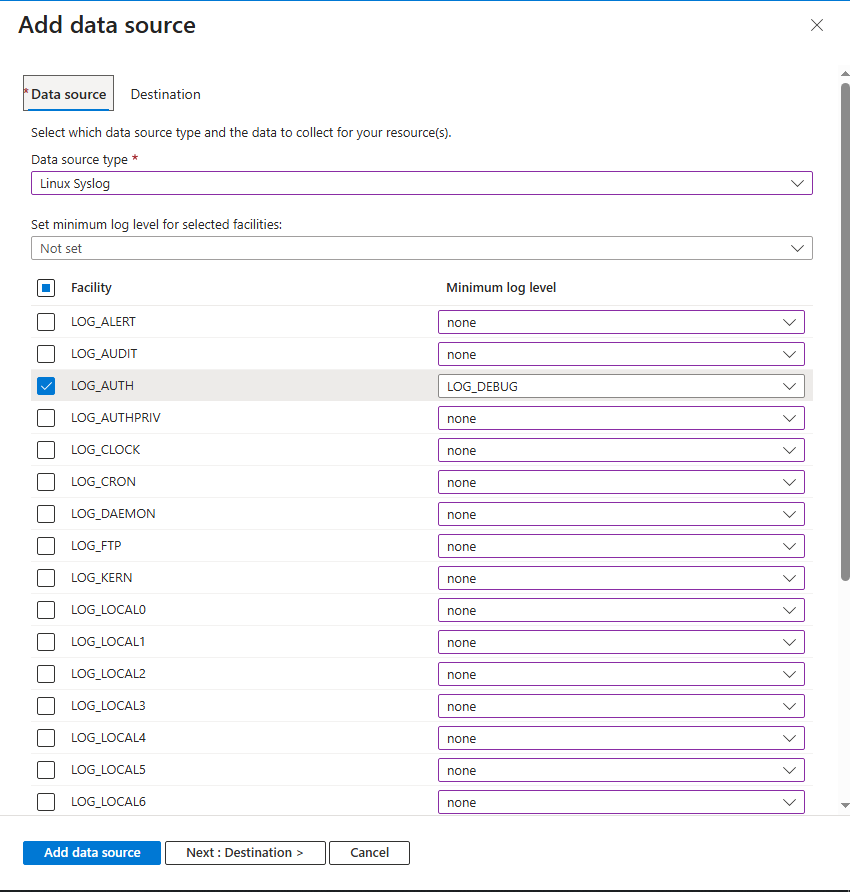 Add data source
* Data source Destination
Select which data source type and the data to collect for your resource(s).
Data source type *
Linux Syslog
Set minimum log level for selected facilities:
Not set
Facility Minimum log level
LOG_ALERT none
LOG_AUDIT none
LOG_AUTH LOG_DEBUG
LOG_AUTHPRIV none
LOG_CLOCK none
LOG_CRON none
LOG_DAEMON none
LOG_FTP none
LOG_KERN none
LOG_LOCAL0 none
LOG_LOCAL1 none
LOG_LOCAL2 none
LOG_LOCAL3 none
LOG_LOCAL4 none
LOG_LOCAL5 none
LOG_LOCAL6 none
Add data source Next : Destination > Cancel